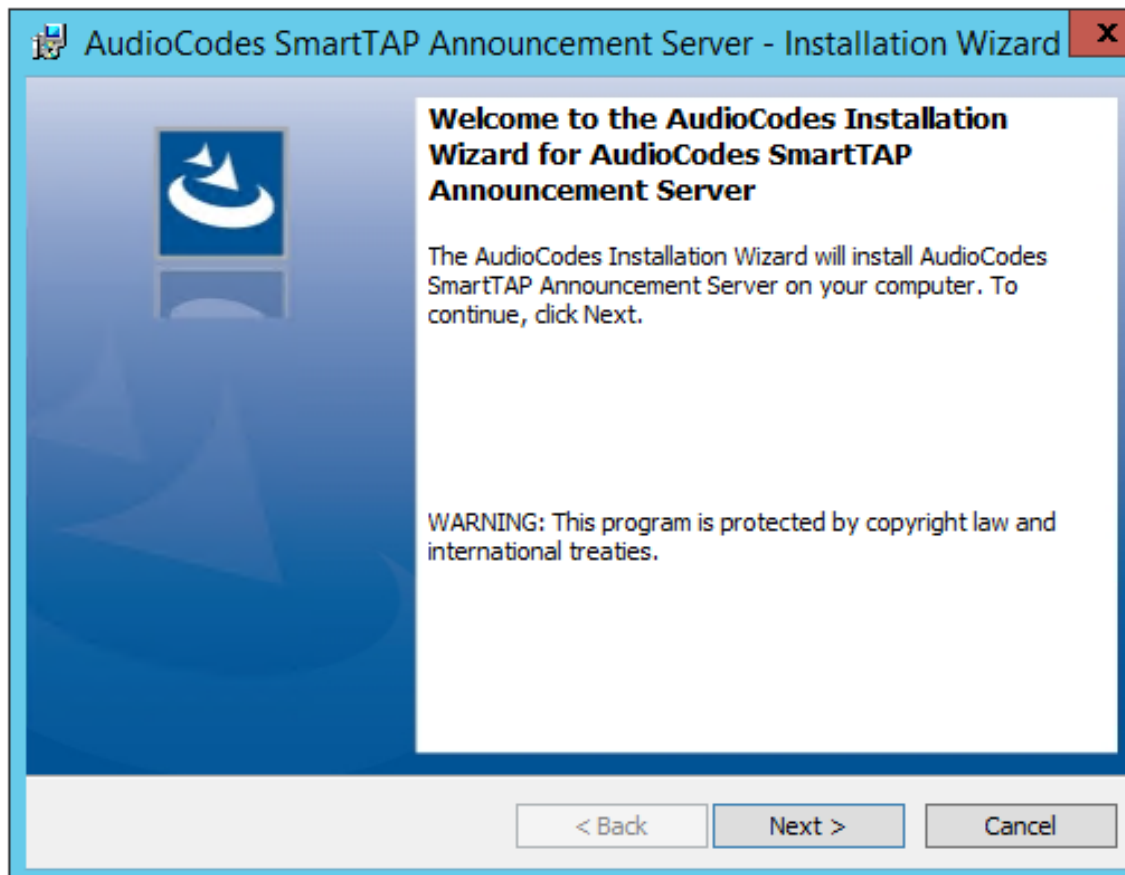 AudioCodes SmartTAP Announcement Server - Installation Wizard
x
Welcome to the AudioCodes Installation
Wizard for AudioCodes SmartTAP
Announcement Server
The AudioCodes Installation Wizard will install AudioCodes
SmartTAP Announcement Server on your computer. To
continue, click Next.
WARNING: This program is protected by copyright law and
international treaties.
< Back
Next >
Cancel